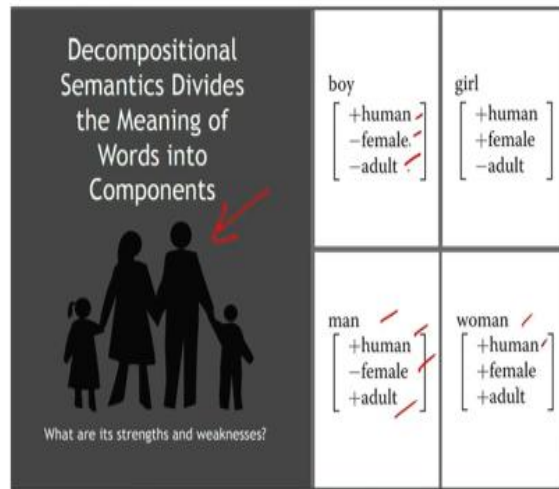 Decompositional
Semantics Divides
the Meaning of
Words into
Components
What are its strengths and weaknesses?
boy
+human
−female
−adult
girl
+human
+female
−adult
man
+human
−female
+adult
woman
+human
+female
+adult